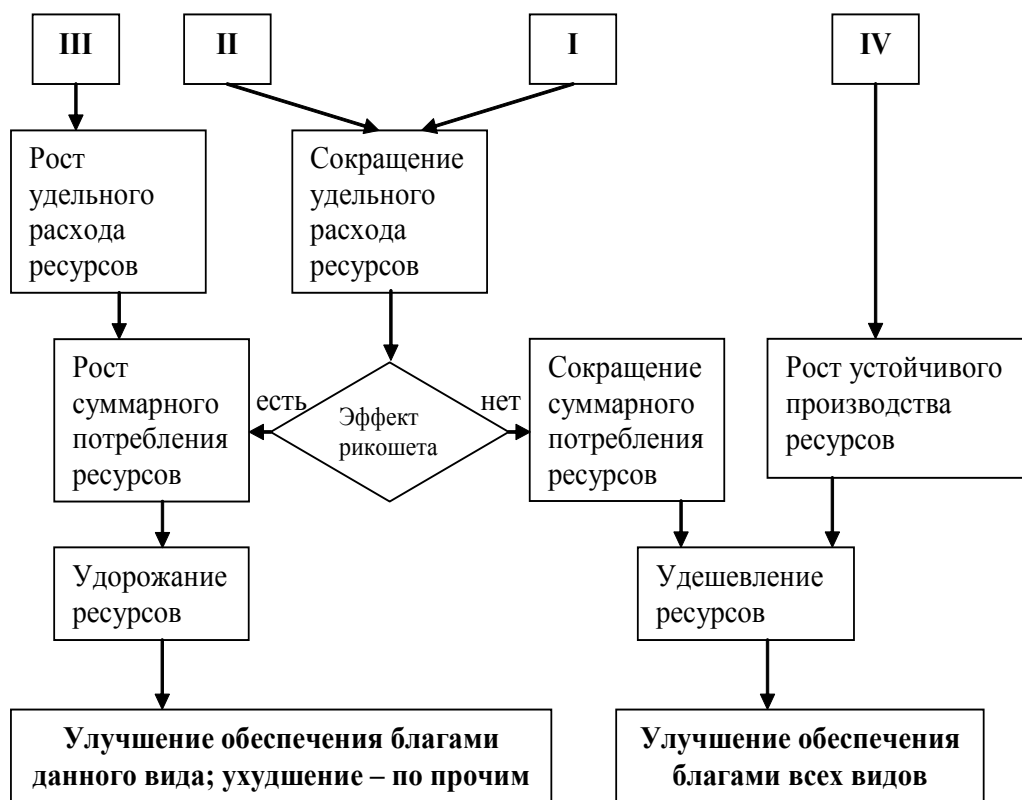 III
II
I
IV
Рост
удельного
расхода
ресурсов
Сокращение
удельного
расхода
ресурсов
Рост
суммарного
потребления
ресурсов
есть
Эффект
рикошета
нет
Сокращение
суммарного
потребления
ресурсов
Рост устойчивого
производства
ресурсов
Удорожание
ресурсов
Удешевление
ресурсов
Улучшение обеспечения благами
данного вида; ухудшение – по прочим
Улучшение обеспечения
благами всех видов